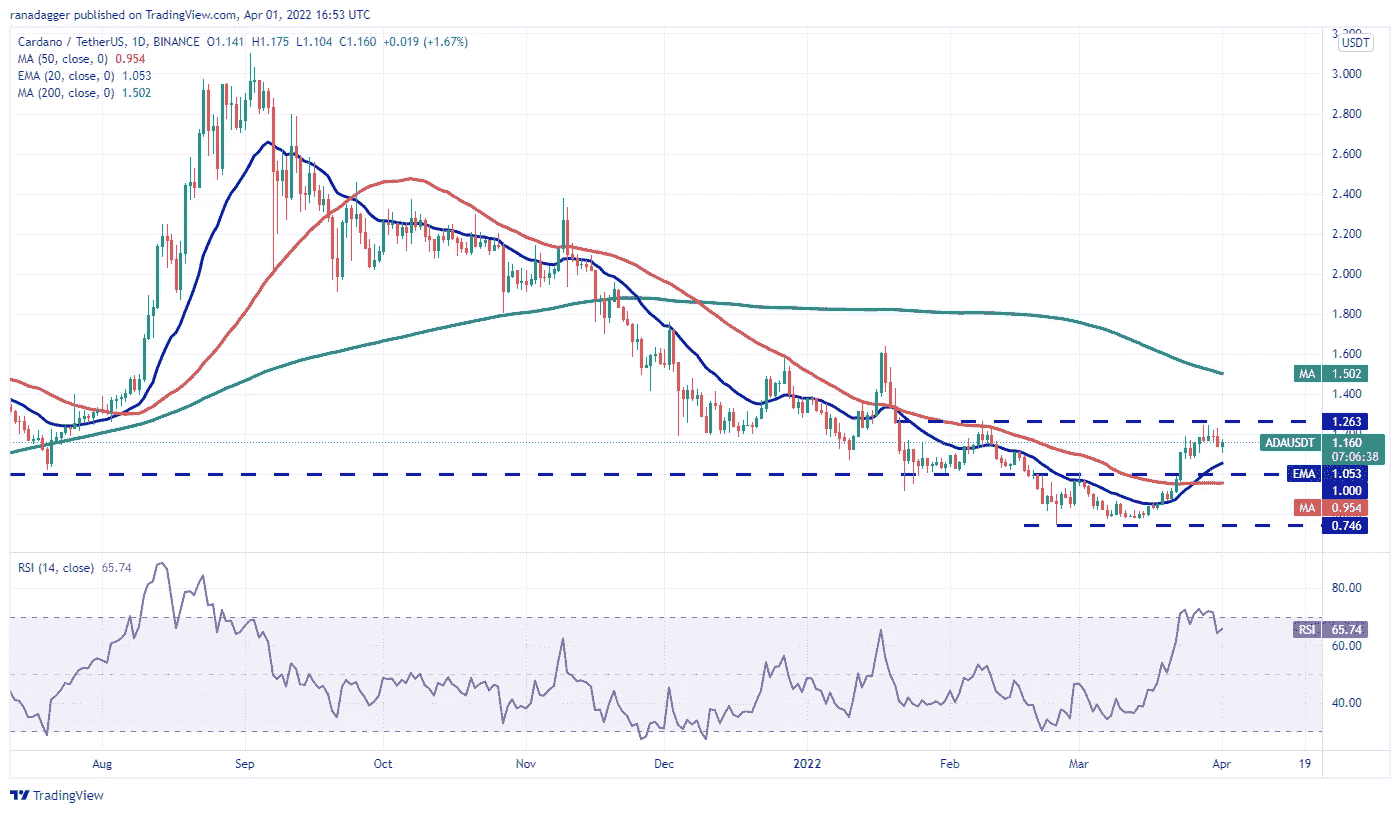 ranadagger published on TradingView.com, Apr 01, 2022 16:53 UTC
Cardano / TetherUS, 1D, BINANCE O1.141 H1.175 L1.104 C1.160 +0.019 (+1.67%)
MA (50, close, 0) 0.954
EMA (20, close, 0) 1.053
MA (200, close, 0) 1.502
USDT
3.000
2.800
2.600
2.400
2.200
2.000
1.800
1.600
MA 1.502
1.400
1.263
ADAUSDT 1.160
07:06:38
EMA 1.053
1.000
MA 0.954
0.746
RSI (14, close) 65.74
80.00
RSI 65.74
60.00
40.00
Aug Sep Oct Nov Dec 2022 Feb Mar Apr 19
TradingView